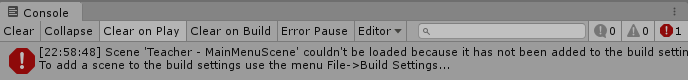 Console
Clear Collapse Clear on Play Clear on Build Error Pause Editor 0 0 1
[22:58:48] Scene 'Teacher - MainMenuScene' couldn't be loaded because it has not been added to the build settin
To add a scene to the build settings use the menu File->Build Settings...